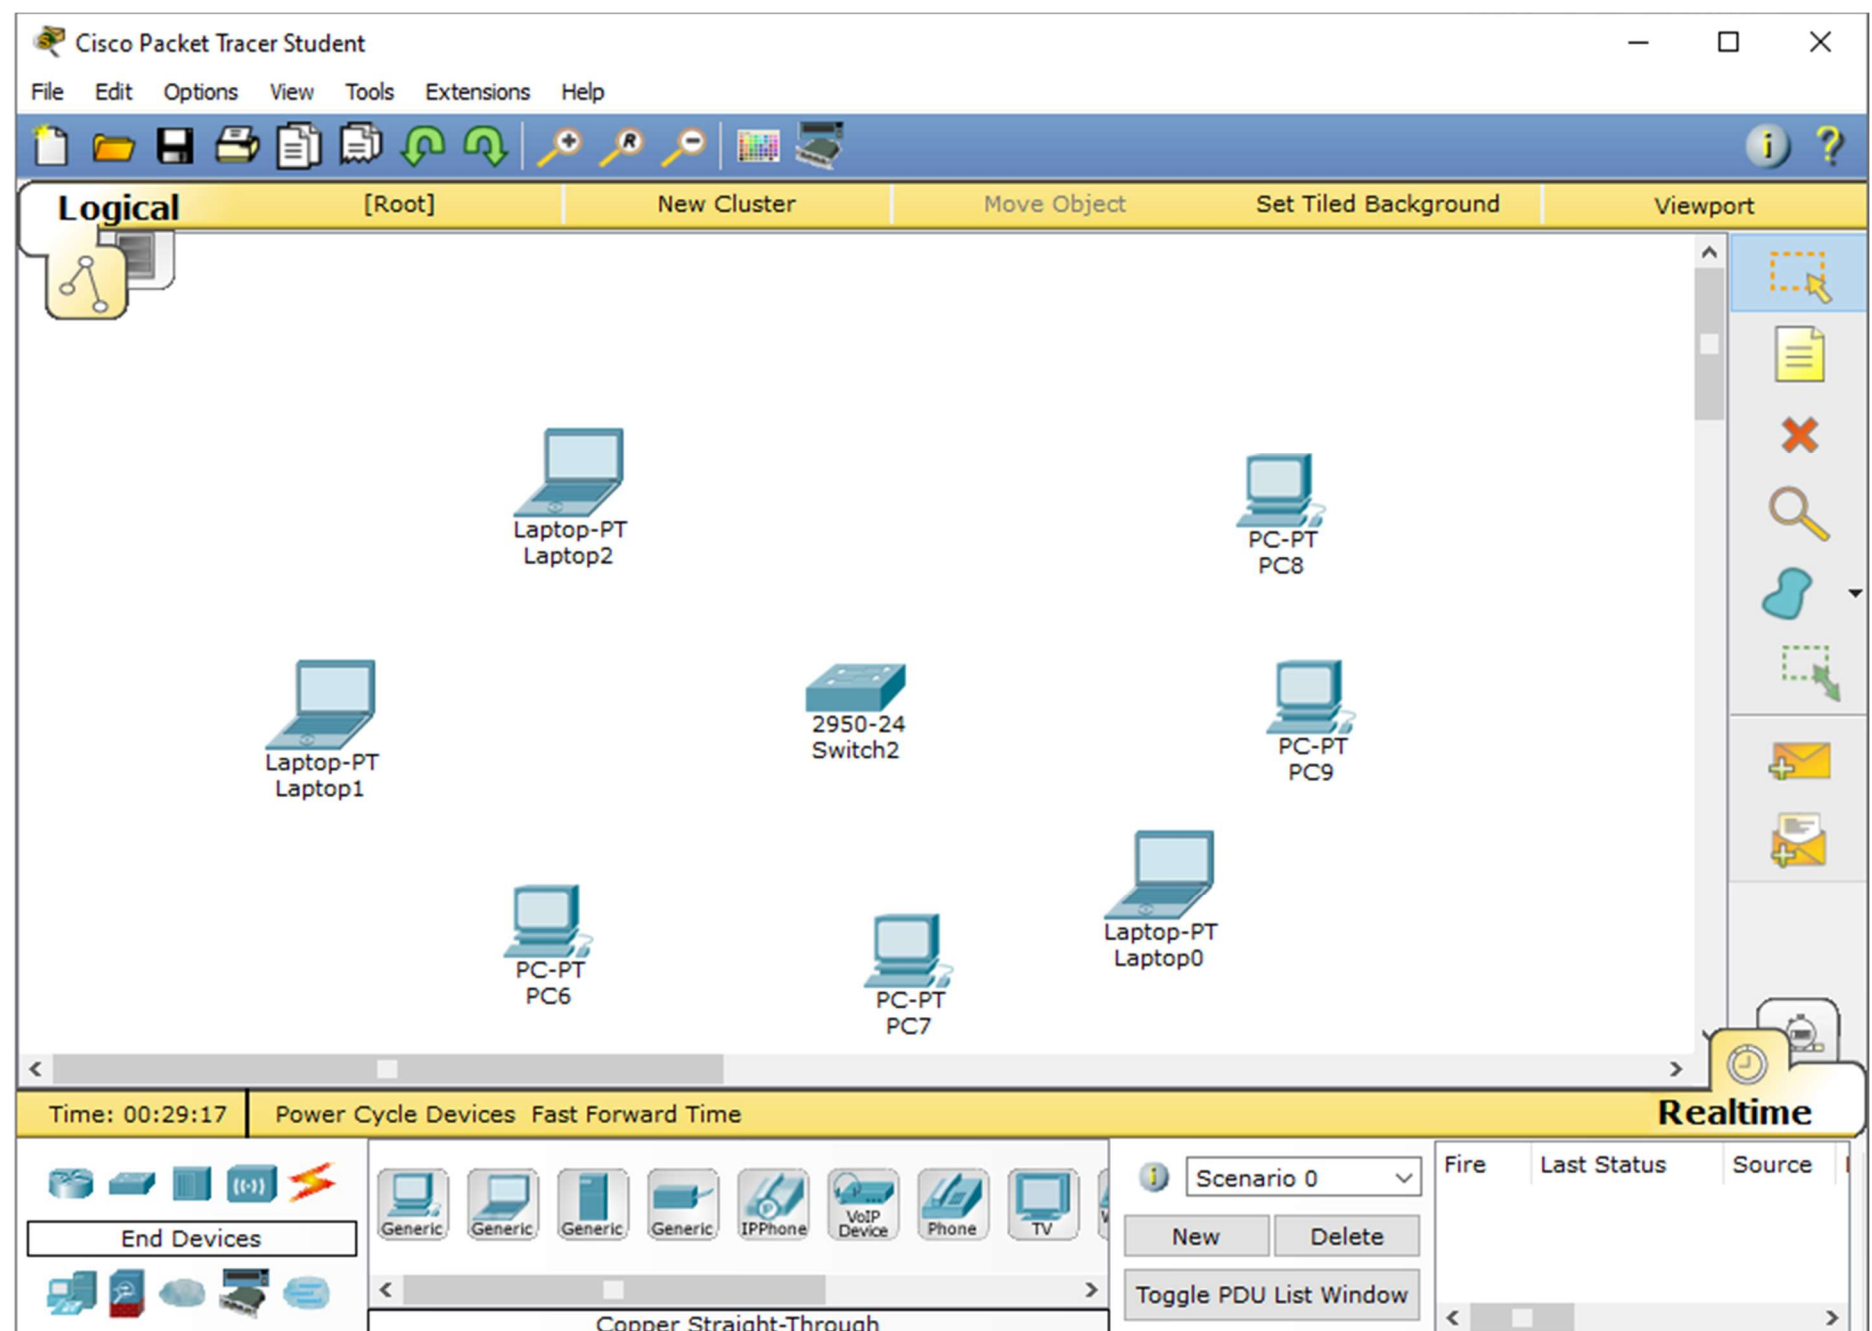 Cisco Packet Tracer Student
File Edit Options View Tools Extensions Help
R
i ?
Logical [Root] New Cluster Move Object Set Tiled Background Viewport
Laptop-PT
Laptop2
PC-PT
PC8
2950-24
Switch2
PC-PT
PC9
Laptop-PT
Laptop1
Laptop-PT
Laptop0
PC-PT
PC6
PC-PT
PC7
Time: 00:29:17 Power Cycle Devices Fast Forward Time Realtime
End Devices
Generic Generic Generic Generic IPPhone VoIP Device Phone TV
Copper Straight-Through
i Scenario 0
New Delete
Toggle PDU List Window
Fire Last Status Source